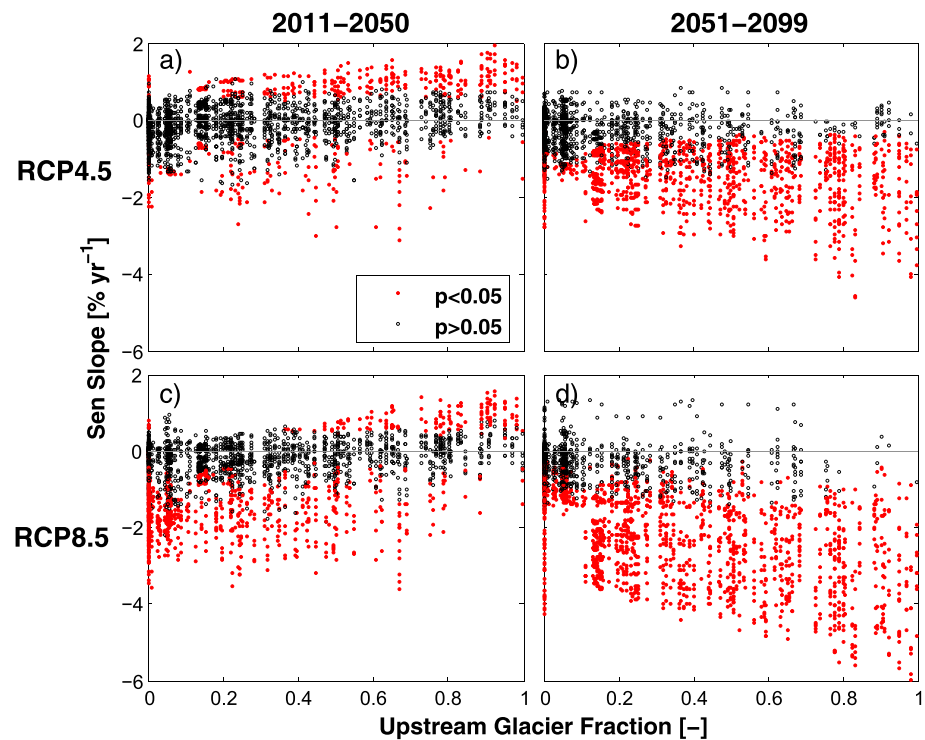 2011−2050
2051−2099
a)
b)
2
0
−2
−4
−6
RCP4.5
p<0.05
p>0.05
Sen Slope [% yr⁻¹]
c)
d)
2
0
−2
−4
−6
RCP8.5
0
0.2
0.4
0.6
0.8
1
0
0.2
0.4
0.6
0.8
1
Upstream Glacier Fraction [−]